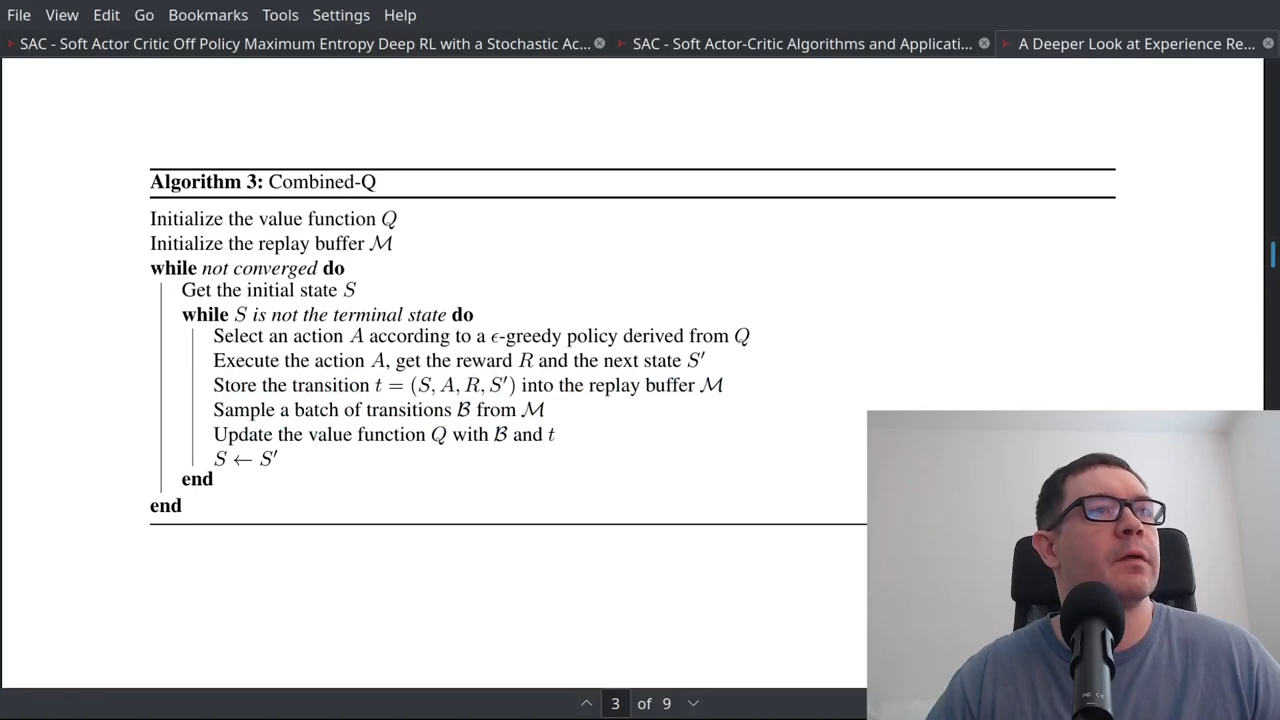 File View Edit Go Bookmarks Tools Settings Help
SAC - Soft Actor Critic Off Policy Maximum Entropy Deep RL with a Stochastic Ac... SAC - Soft Actor-Critic Algorithms and Applicati... A Deeper Look at Experience Re...
Algorithm 3: Combined-Q
Initialize the value function Q
Initialize the replay buffer ℳ
while not converged do
Get the initial state S
while S is not the terminal state do
Select an action A according to a ϵ-greedy policy derived from Q
Execute the action A, get the reward R and the next state S′
Store the transition t = (S, A, R, S′) into the replay buffer ℳ
Sample a batch of transitions ℬ from ℳ
Update the value function Q with ℬ and t
S ← S′
end
end
3 of 9